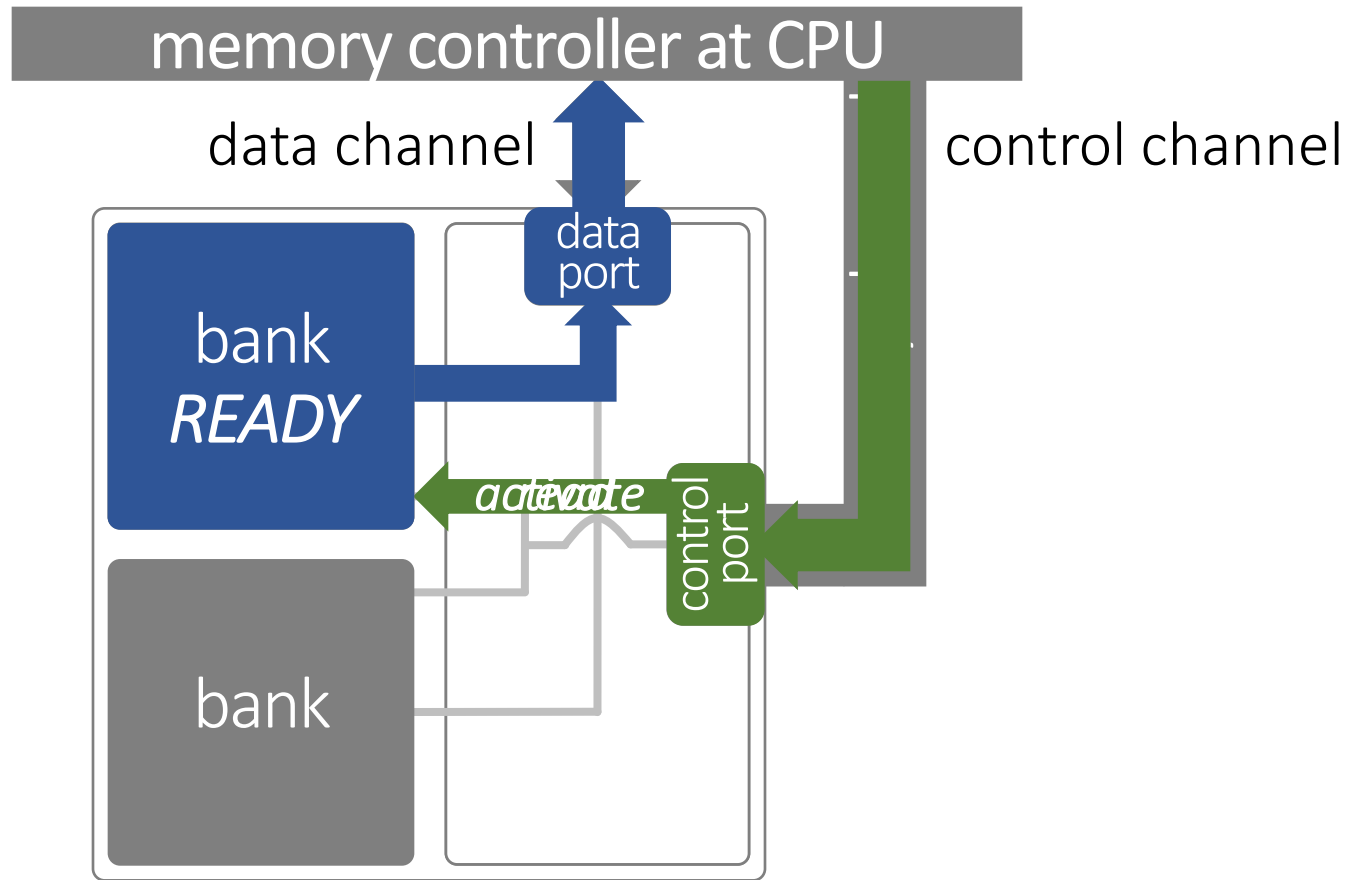 memory controller at CPU
data channel
control channel
data
port
bank
READY
control
port
bank